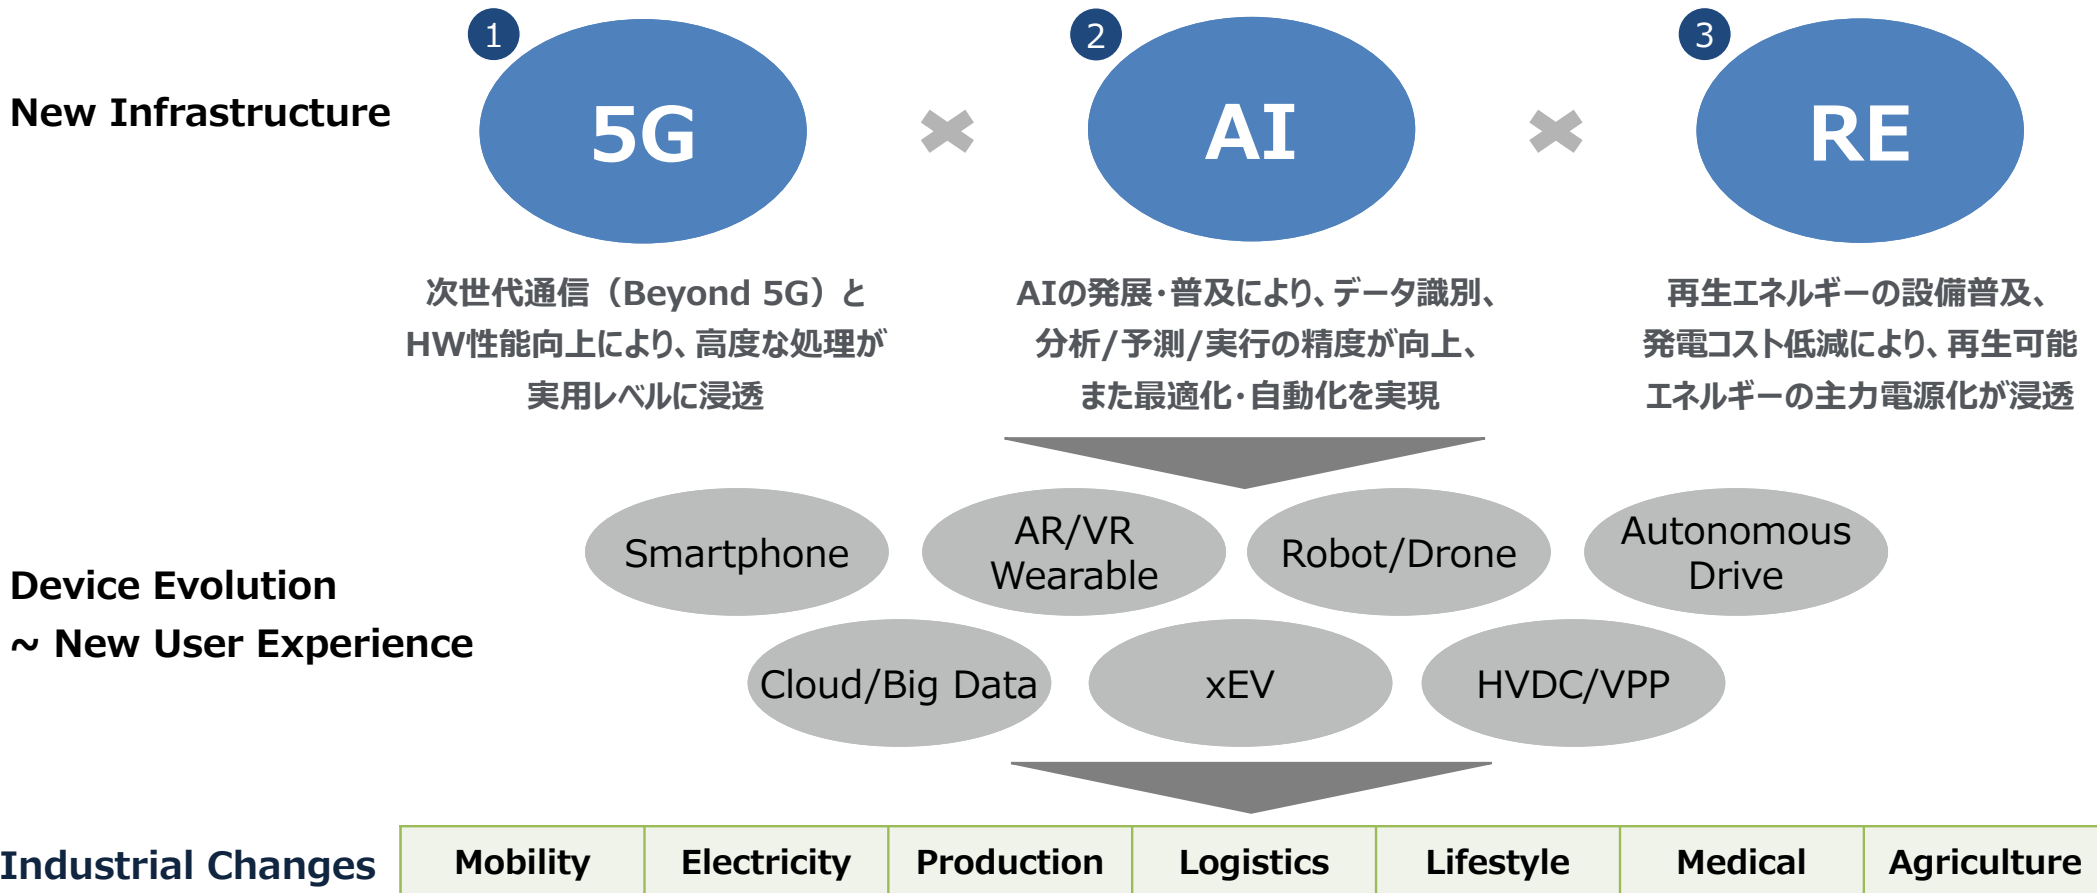 New Infrastructure
1
5G
2
AI
3
RE
次世代通信（Beyond 5G）と
HW性能向上により、高度な処理が
実用レベルに浸透
AIの発展・普及により、データ識別、
分析/予測/実行の精度が向上、
また最適化・自動化を実現
再生エネルギーの設備普及、
発電コスト低減により、再生可能
エネルギーの主力電源化が浸透
Device Evolution
~ New User Experience
Smartphone
AR/VR
Wearable
Robot/Drone
Autonomous
Drive
Cloud/Big Data
xEV
HVDC/VPP
Industrial Changes
Mobility
Electricity
Production
Logistics
Lifestyle
Medical
Agriculture